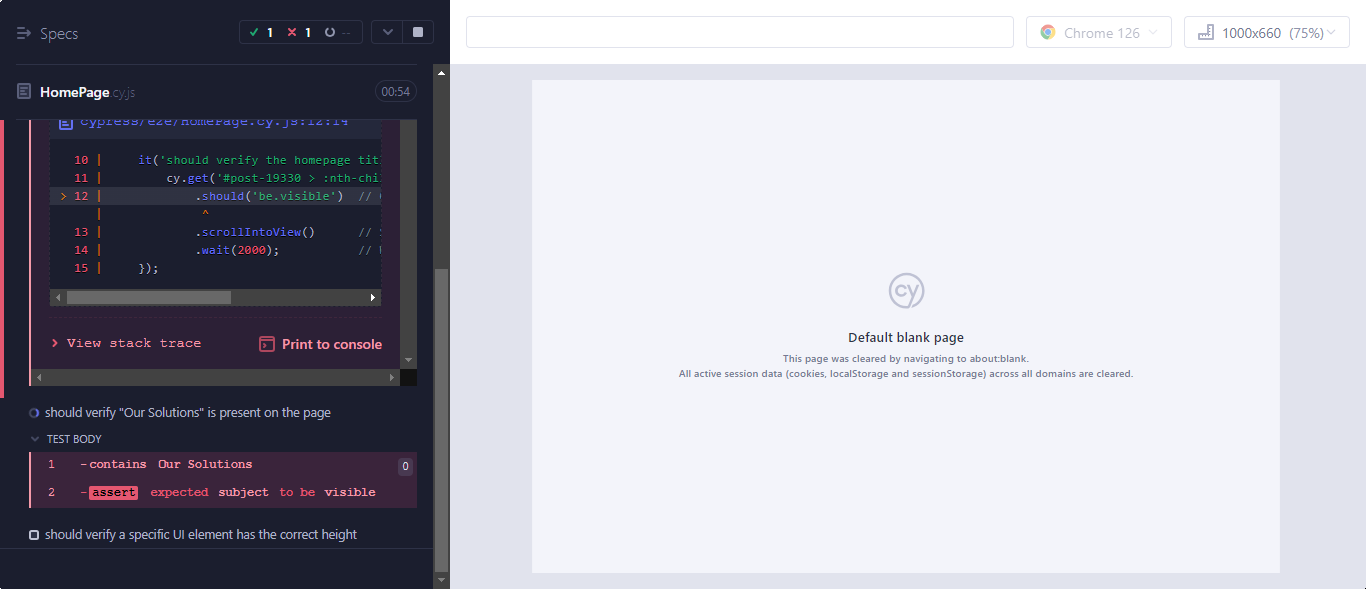 Specs
1
1
--
Chrome 126
1000x660 (75%)
HomePage cy.js
00:54
cypress/e2e/HomePage.cy.js:12:14
10 | it('should verify the homepage tit
11 | cy.get('#post-19330 > :nth-chi
> 12 | .should('be.visible') //
| ^
13 | .scrollIntoView() //
14 | .wait(2000); //
15 | });
View stack trace
Print to console
should verify "Our Solutions" is present on the page
TEST BODY
1 -contains Our Solutions 0
2 -assert expected subject to be visible
should verify a specific UI element has the correct height
cy
Default blank page
This page was cleared by navigating to about:blank.
All active session data (cookies, localStorage and sessionStorage) across all domains are cleared.